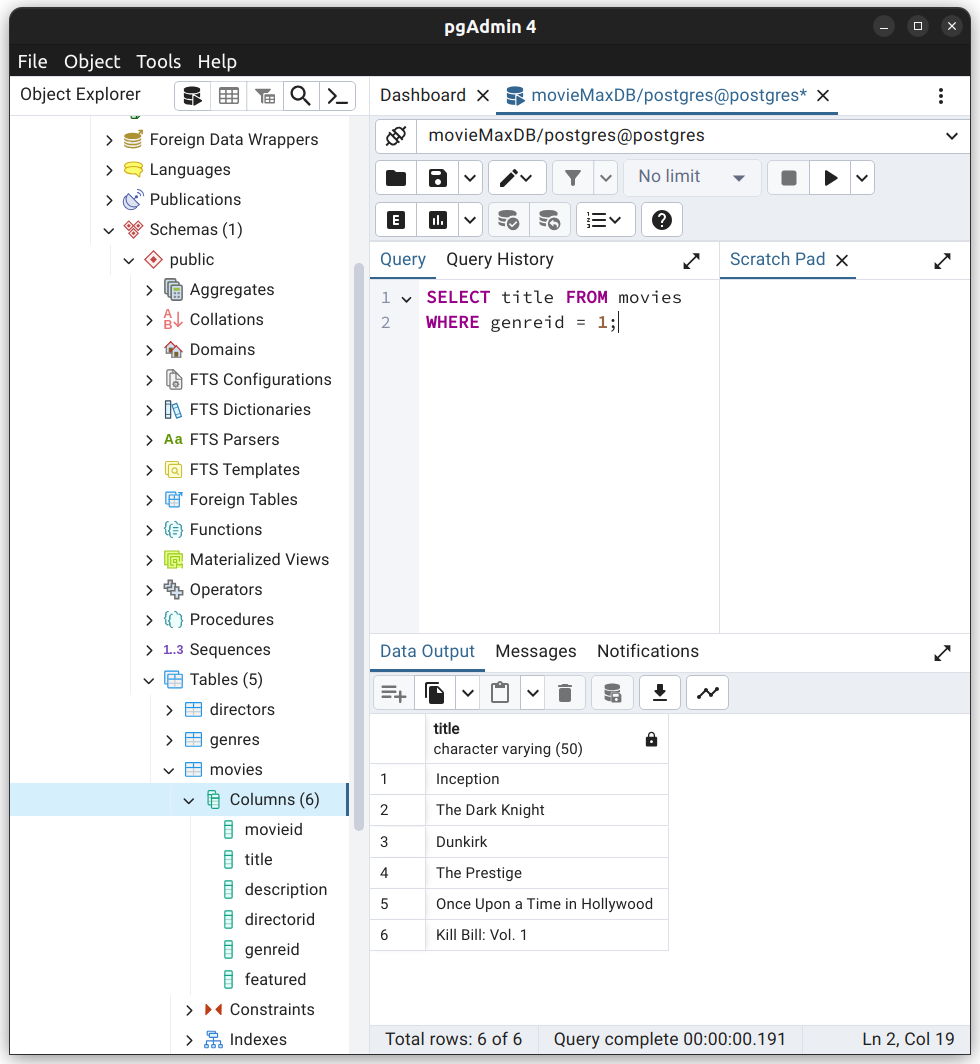 pgAdmin 4
File Object Tools Help
Object Explorer
Dashboard movieMaxDB/postgres@postgres*
movieMaxDB/postgres@postgres
No limit
E
Query Query History
Scratch Pad
1 SELECT title FROM movies
2 WHERE genreid = 1;
Foreign Data Wrappers
Languages
Publications
Schemas (1)
public
Aggregates
Collations
Domains
FTS Configurations
FTS Dictionaries
Aa FTS Parsers
FTS Templates
Foreign Tables
Functions
Materialized Views
Operators
Procedures
1..3 Sequences
Tables (5)
directors
genres
movies
Columns (6)
movieid
title
description
directorid
genreid
featured
Constraints
Indexes
Data Output Messages Notifications
title
character varying (50)
1 Inception
2 The Dark Knight
3 Dunkirk
4 The Prestige
5 Once Upon a Time in Hollywood
6 Kill Bill: Vol. 1
Total rows: 6 of 6 Query complete 00:00:00.191 Ln 2, Col 19